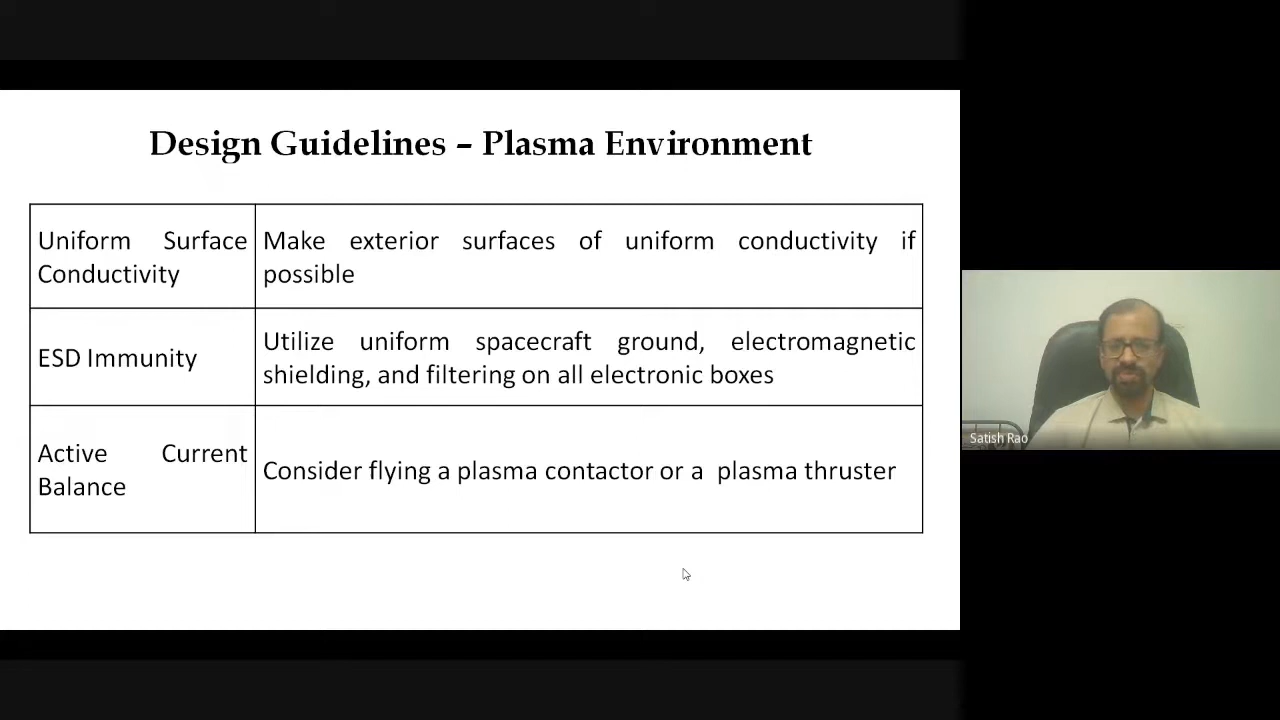 Design Guidelines – Plasma Environment
Uniform Surface
Conductivity
Make exterior surfaces of uniform conductivity if
possible
ESD Immunity
Utilize uniform spacecraft ground, electromagnetic
shielding, and filtering on all electronic boxes
Active Current
Balance
Consider flying a plasma contactor or a plasma thruster
Satish Rao